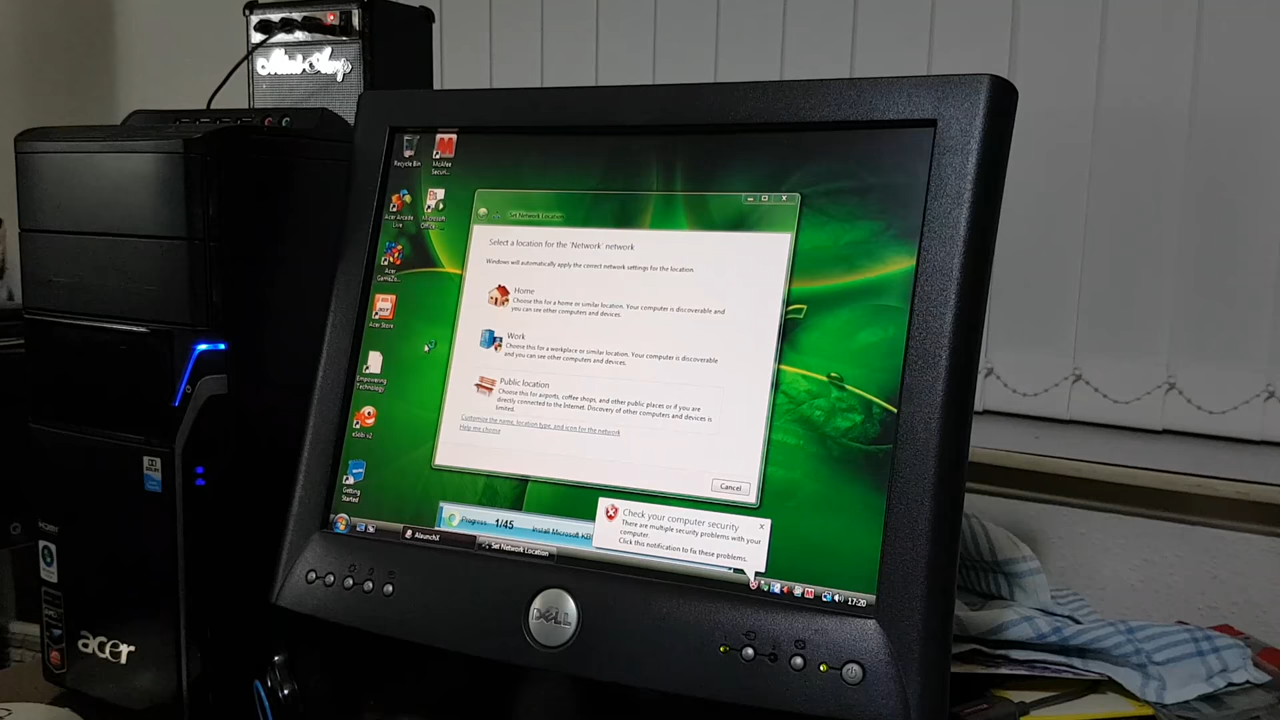 Recycle Bin
McAfee
Securi...
Acer Arcade
Live
Microsoft
Office -...
Acer
GameZo...
Acer Store
Empowering
Technology
eSobi v2
Getting
Started
Set Network Location
Select a location for the 'Network' network
Windows will automatically apply the correct network settings for the location.
Home
Choose this for a home or similar location. Your computer is discoverable and
you can see other computers and devices.
Work
Choose this for a workplace or similar location. Your computer is discoverable
and you can see other computers and devices.
Public location
Choose this for airports, coffee shops, and other public places or if you are
directly connected to the Internet. Discovery of other computers and devices is
limited.
Customize the name, location type, and icon for the network
Help me choose
Cancel
Progress: 1/45 Install Microsoft
Check your computer security
There are multiple security problems with your
computer.
Click this notification to fix these problems.
AlaunchX
Set Network Location
17:20
DELL
acer
DOLBY
HDMI